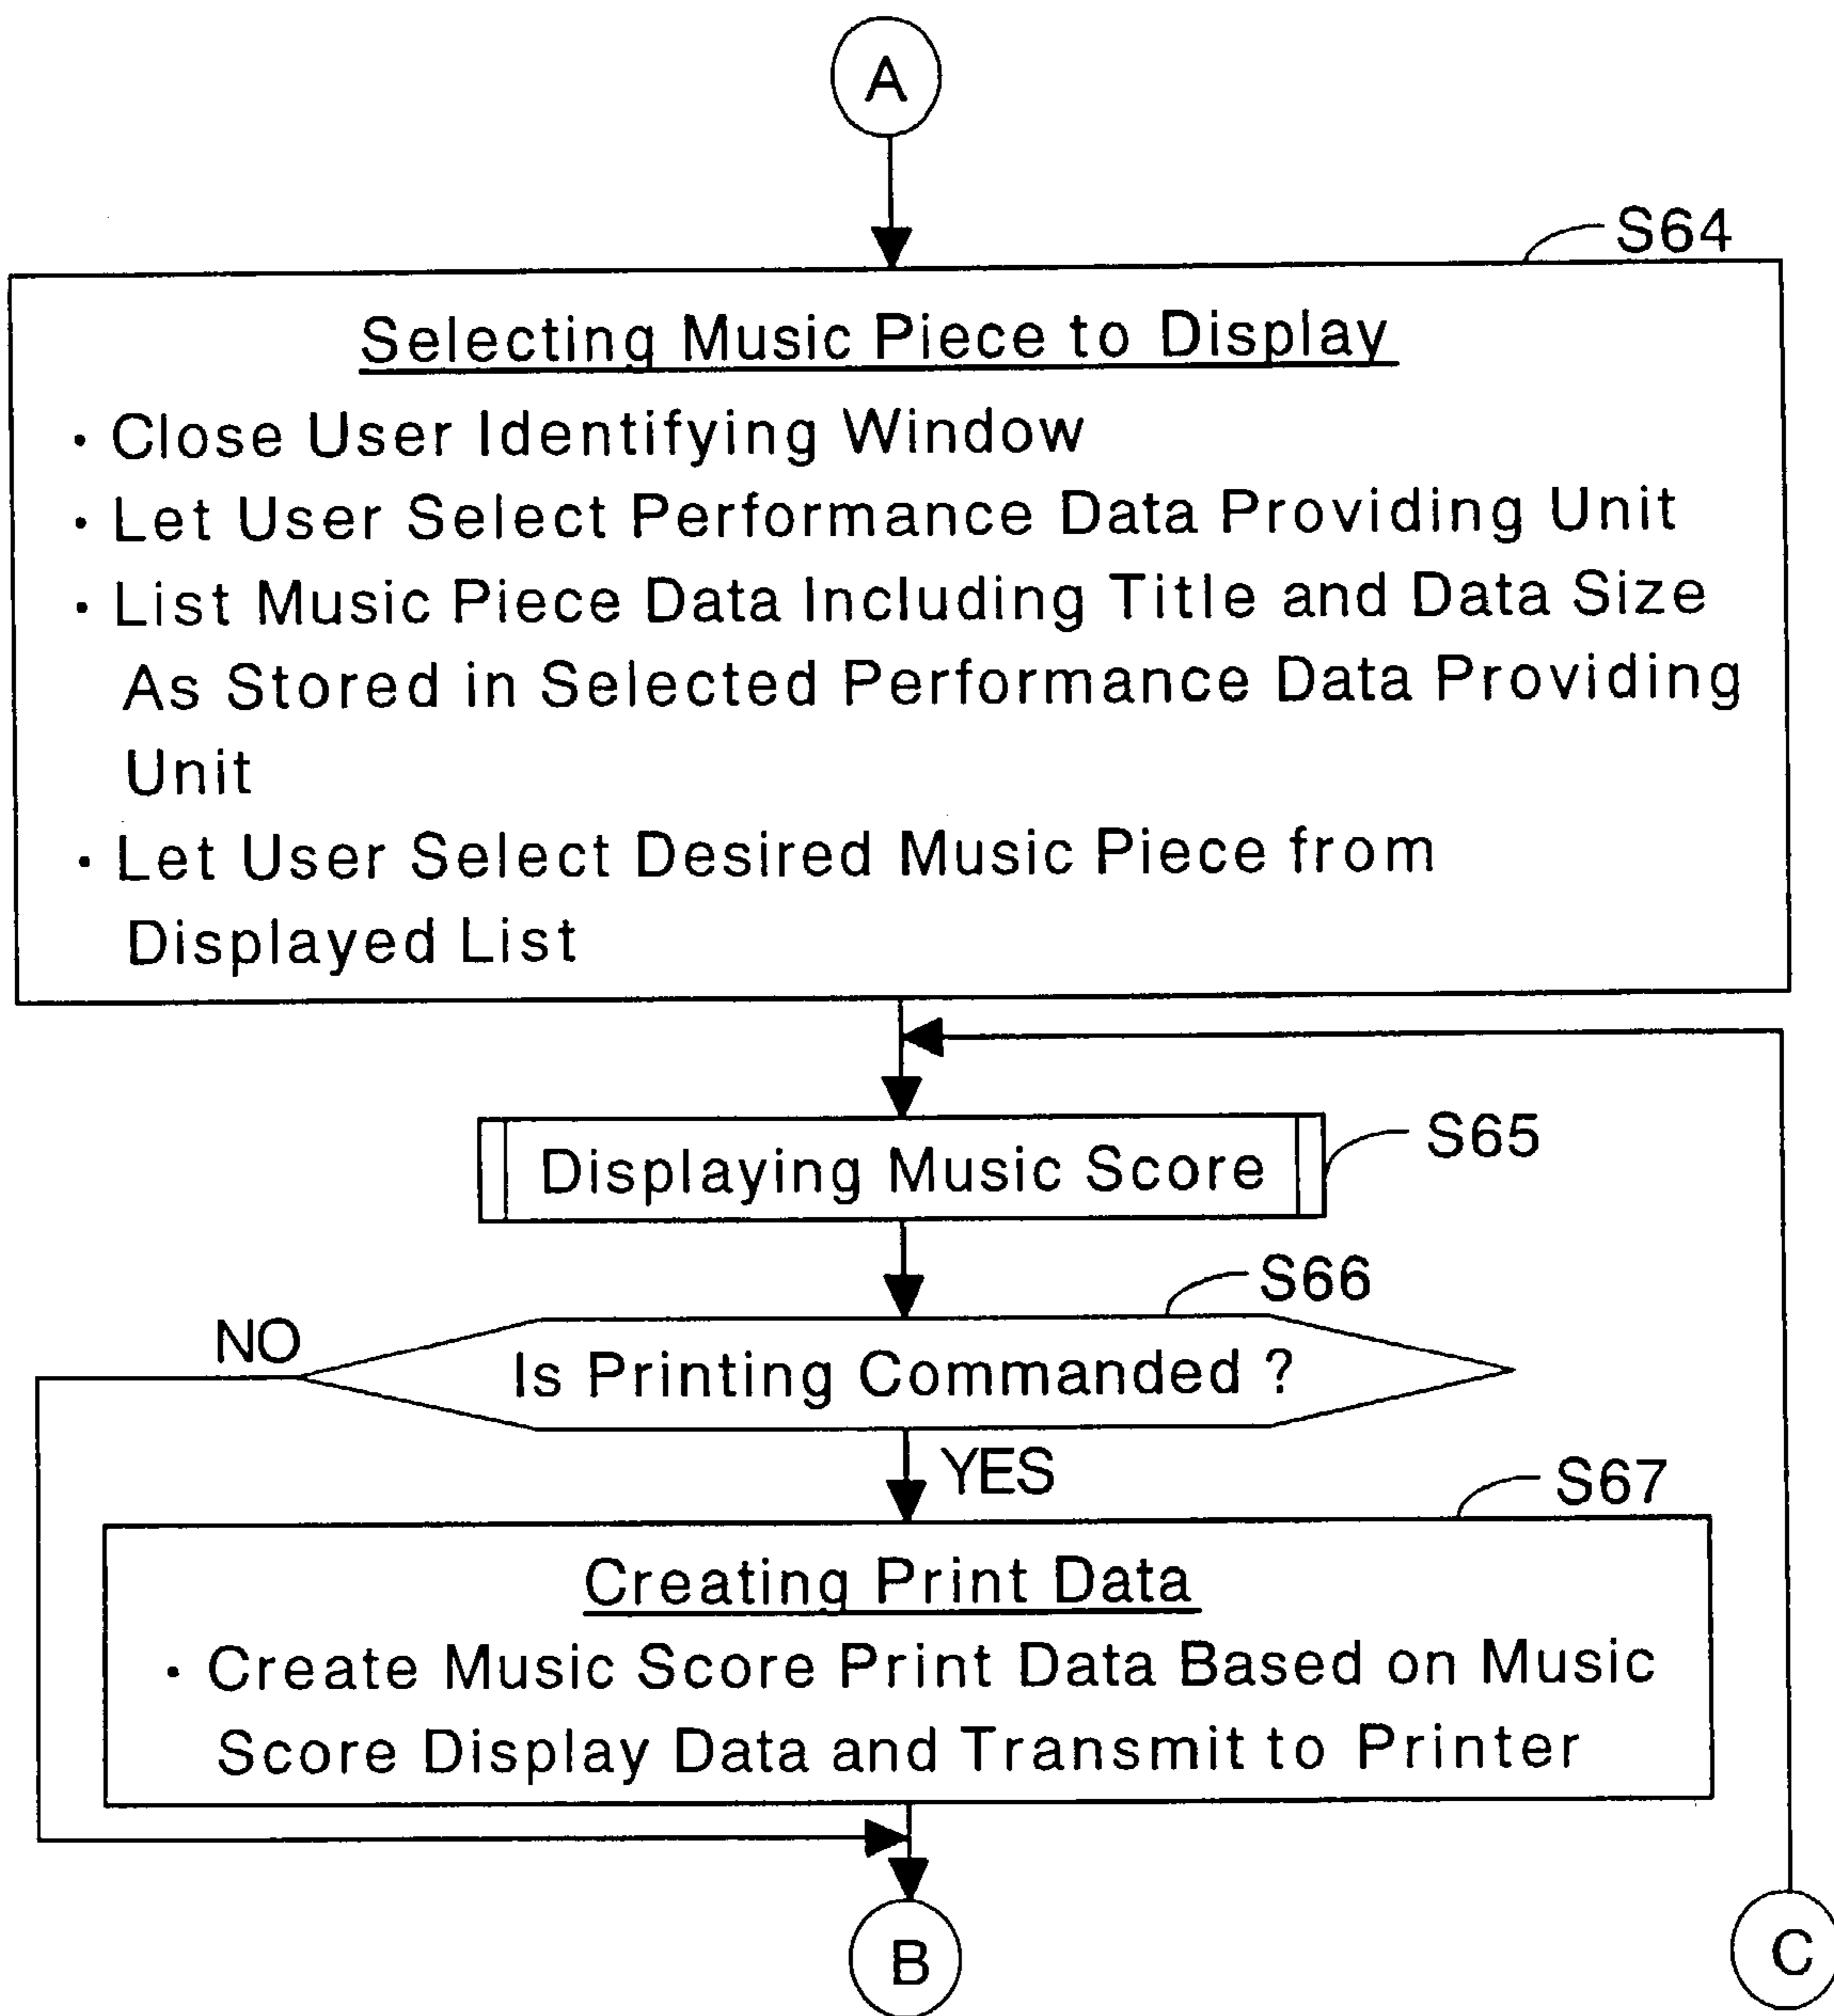 A
S64
Selecting Music Piece to Display
· Close User Identifying Window
· Let User Select Performance Data Providing Unit
· List Music Piece Data Including Title and Data Size
As Stored in Selected Performance Data Providing
Unit
· Let User Select Desired Music Piece from
Displayed List
Displaying Music Score
S65
S66
NO
Is Printing Commanded ?
YES
S67
Creating Print Data
· Create Music Score Print Data Based on Music
Score Display Data and Transmit to Printer
B
C